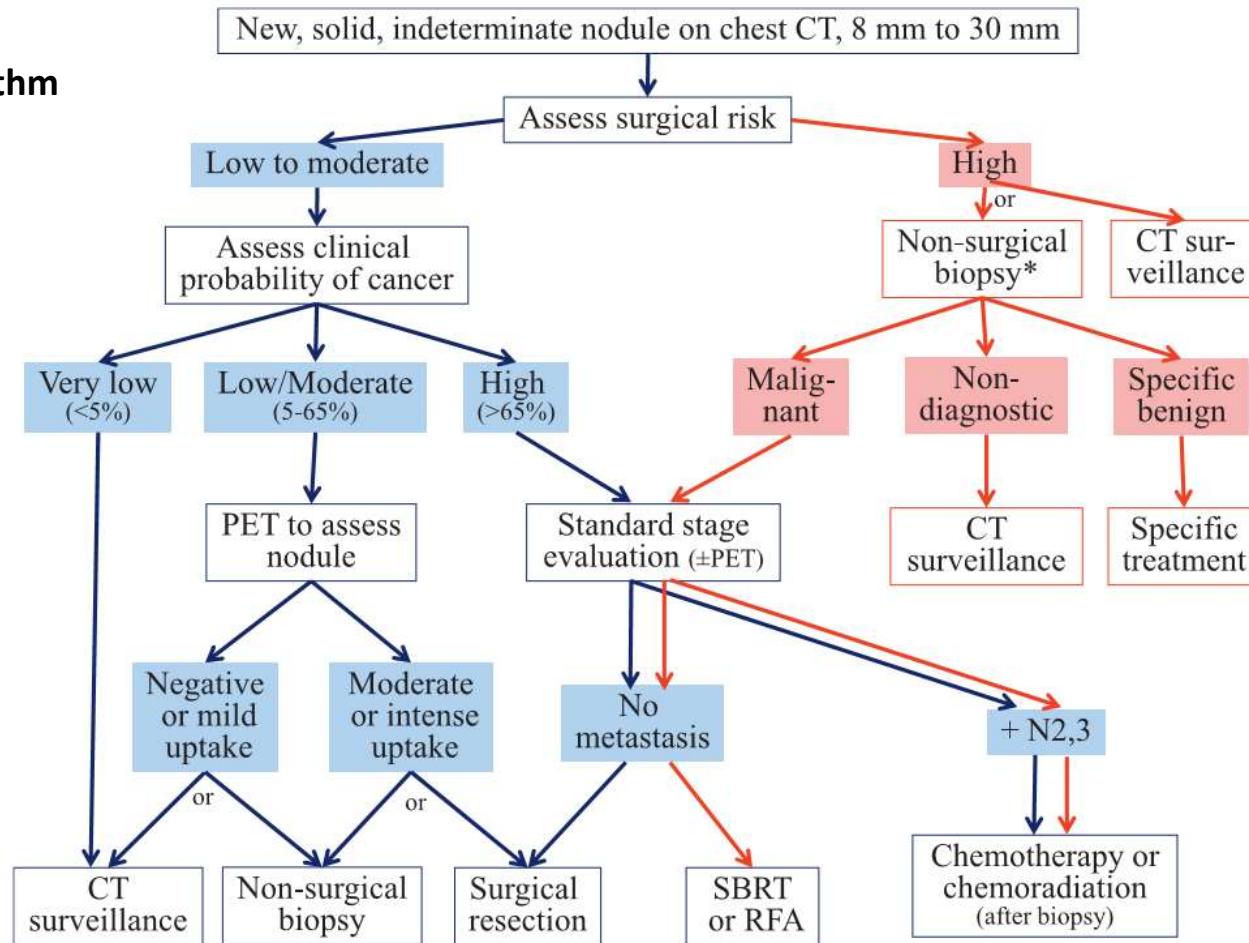 New, solid, indeterminate nodule on chest CT, 8 mm to 30 mm
thm
Assess surgical risk
Low to moderate
High
or
Assess clinical
probability of cancer
Non-surgical
biopsy*
CT sur-
veillance
Very low
(<5%)
Low/Moderate
(5-65%)
High
(>65%)
Malig-
nant
Non-
diagnostic
Specific
benign
PET to assess
nodule
Standard stage
evaluation (±PET)
CT
surveillance
Specific
treatment
Negative
or mild
uptake
Moderate
or intense
uptake
No
metastasis
+ N2,3
or
or
CT
surveillance
Non-surgical
biopsy
Surgical
resection
SBRT
or RFA
Chemotherapy or
chemoradiation
(after biopsy)